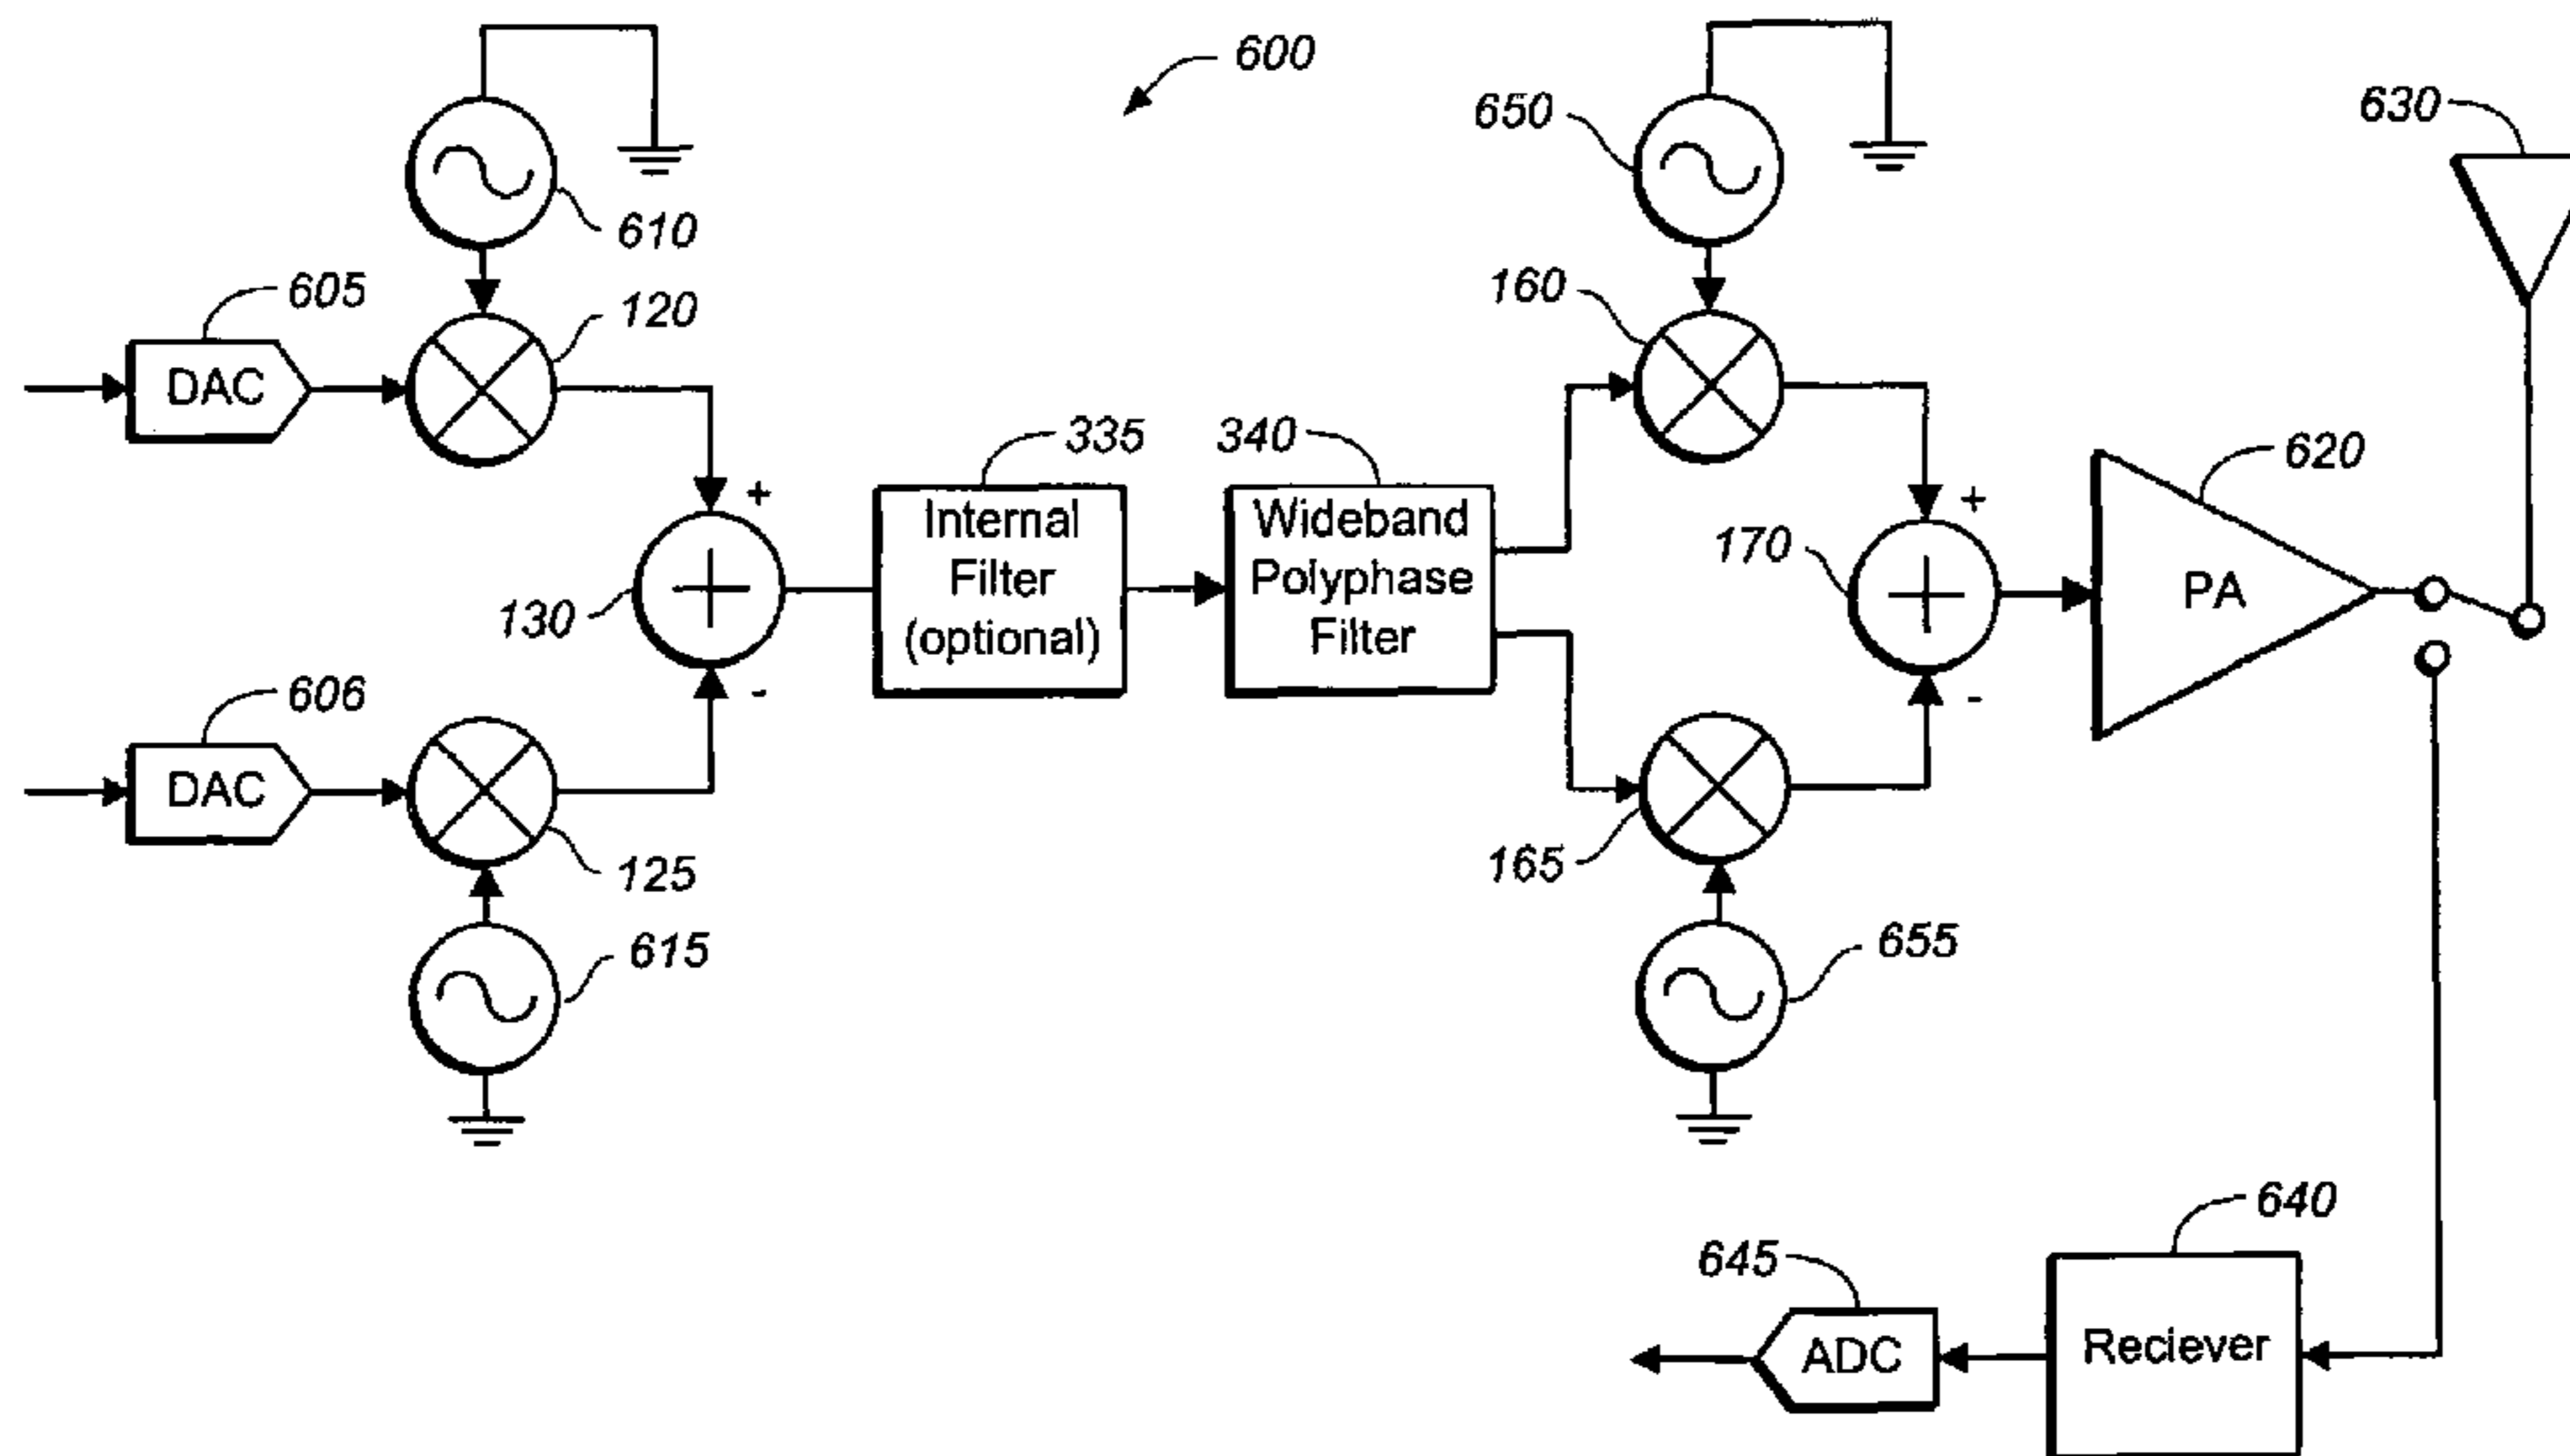 600
650
630
610
605
120
160
DAC
335
340
620
+
+
Internal
Filter
(optional)
Wideband
Polyphase
Filter
170
PA
130
606
-
-
DAC
125
165
615
655
640
645
ADC
Reciever